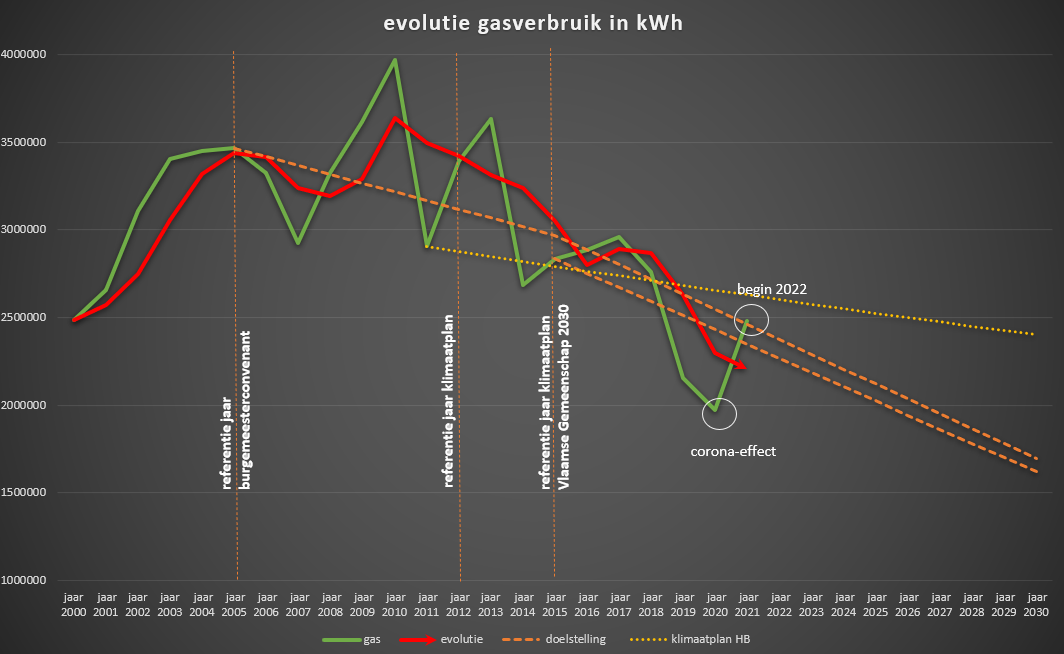 evolutie gasverbruik in kWh
4000000
3500000
3000000
2500000
2000000
1500000
1000000
referentie jaar
burgemeesterconvenant
referentie jaar klimaatplan
referentie jaar klimaatplan
Vlaamse Gemeenschap 2030
begin 2022
corona-effect
jaar 2000
jaar 2001
jaar 2002
jaar 2003
jaar 2004
jaar 2005
jaar 2006
jaar 2007
jaar 2008
jaar 2009
jaar 2010
jaar 2011
jaar 2012
jaar 2013
jaar 2014
jaar 2015
jaar 2016
jaar 2017
jaar 2018
jaar 2019
jaar 2020
jaar 2021
jaar 2022
jaar 2023
jaar 2024
jaar 2025
jaar 2026
jaar 2027
jaar 2028
jaar 2029
jaar 2030
gas
evolutie
doelstelling
klimaatplan HB